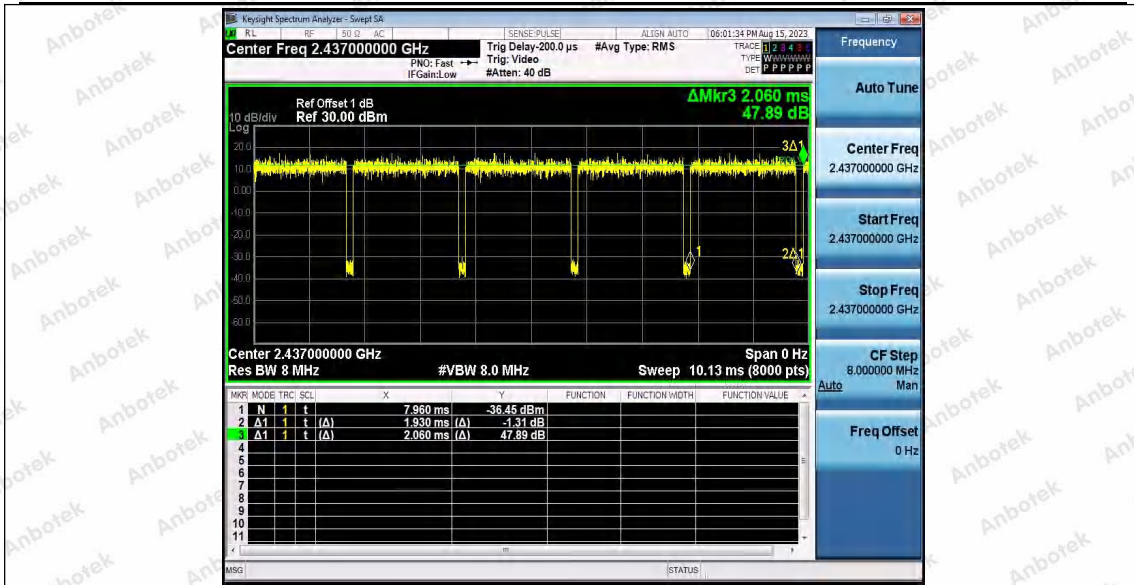 Keysight Spectrum Analyzer - Swept SA
RL RF 50 Ω AC SENSE:PULSE ALIGN AUTO 06:01:34 PM Aug 15, 2023
Center Freq 2.437000000 GHz
PNO: Fast
IFGain:Low
Trig Delay-200.0 µs
Trig: Video
#Atten: 40 dB
#Avg Type: RMS
TRACE 1 2 3 4 5 6
TYPE WWWWWW
DET P P P P P P
ΔMkr3 2.060 ms
47.89 dB
Ref Offset 1 dB
10 dB/div Ref 30.00 dBm
Log
20.0
10.0
0.00
-10.0
-20.0
-30.0
-40.0
-50.0
-60.0
3Δ1
1
2Δ1
Center 2.437000000 GHz Span 0 Hz
Res BW 8 MHz #VBW 8.0 MHz Sweep 10.13 ms (8000 pts)
MKR MODE TRC SCL X Y FUNCTION FUNCTION WIDTH FUNCTION VALUE
1 N 1 t 7.960 ms -36.45 dBm
2 Δ1 1 t (Δ) 1.930 ms (Δ) -1.31 dB
3 Δ1 1 t (Δ) 2.060 ms (Δ) 47.89 dB
4
5
6
7
8
9
10
11
MSG STATUS
Frequency
Auto Tune
Center Freq
2.437000000 GHz
Start Freq
2.437000000 GHz
Stop Freq
2.437000000 GHz
CF Step
8.000000 MHz
Auto Man
Freq Offset
0 Hz
Anbotek